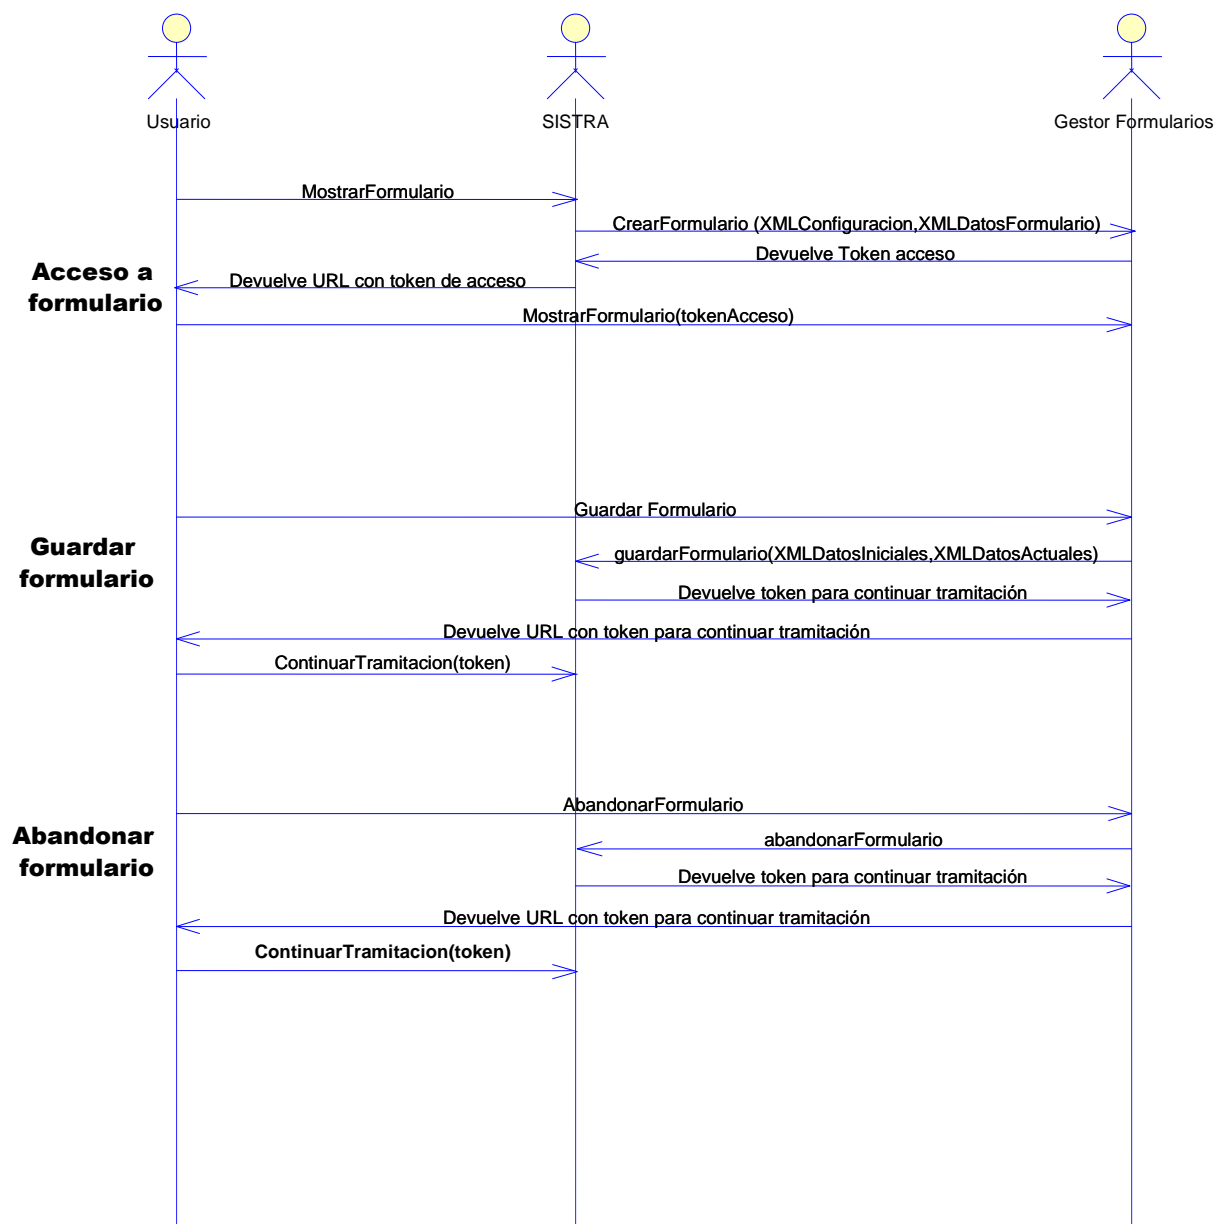 Usuario
SISTRA
Gestor Formularios
MostrarFormulario
CrearFormulario (XMLConfiguracion,XMLDatosFormulario)
Devuelve Token acceso
Acceso a
formulario
Devuelve URL con token de acceso
MostrarFormulario(tokenAcceso)
Guardar Formulario
Guardar
formulario
guardarFormulario(XMLDatosIniciales,XMLDatosActuales)
Devuelve token para continuar tramitación
Devuelve URL con token para continuar tramitación
ContinuarTramitacion(token)
AbandonarFormulario
Abandonar
formulario
abandonarFormulario
Devuelve token para continuar tramitación
Devuelve URL con token para continuar tramitación
ContinuarTramitacion(token)